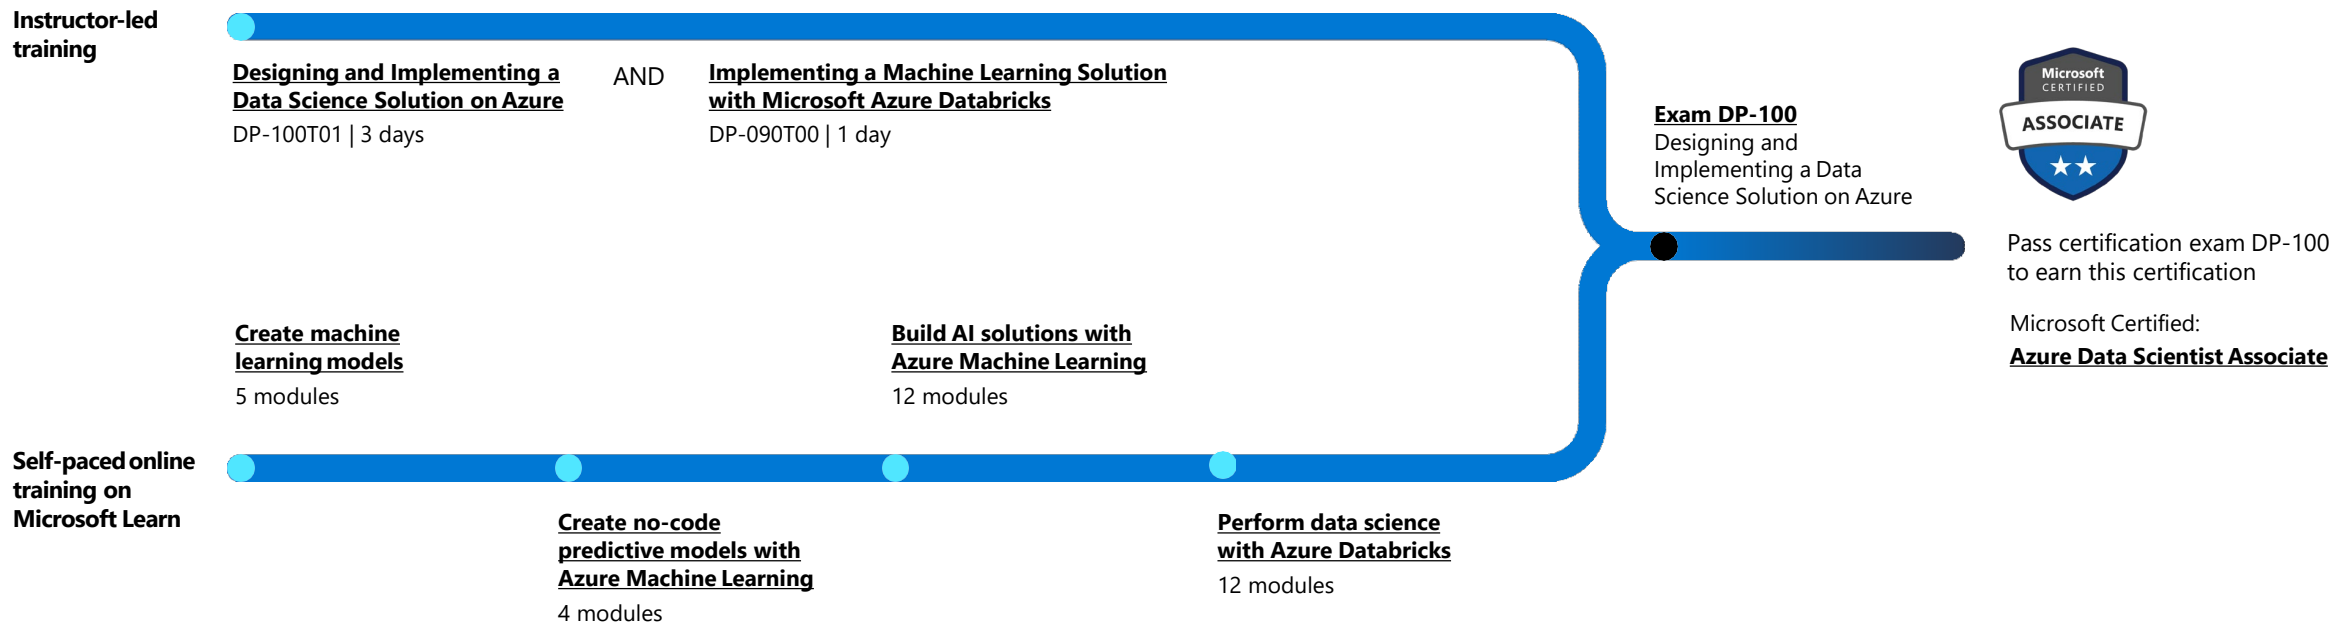 Instructor-led
training
Designing and Implementing a
Data Science Solution on Azure
DP-100T01 | 3 days
AND
Implementing a Machine Learning Solution
with Microsoft Azure Databricks
DP-090T00 | 1 day
Exam DP-100
Designing and
Implementing a Data
Science Solution on Azure
Microsoft
CERTIFIED
ASSOCIATE
Pass certification exam DP-100
to earn this certification
Microsoft Certified:
Azure Data Scientist Associate
Create machine
learning models
5 modules
Build AI solutions with
Azure Machine Learning
12 modules
Self-paced online
training on
Microsoft Learn
Create no-code
predictive models with
Azure Machine Learning
4 modules
Perform data science
with Azure Databricks
12 modules